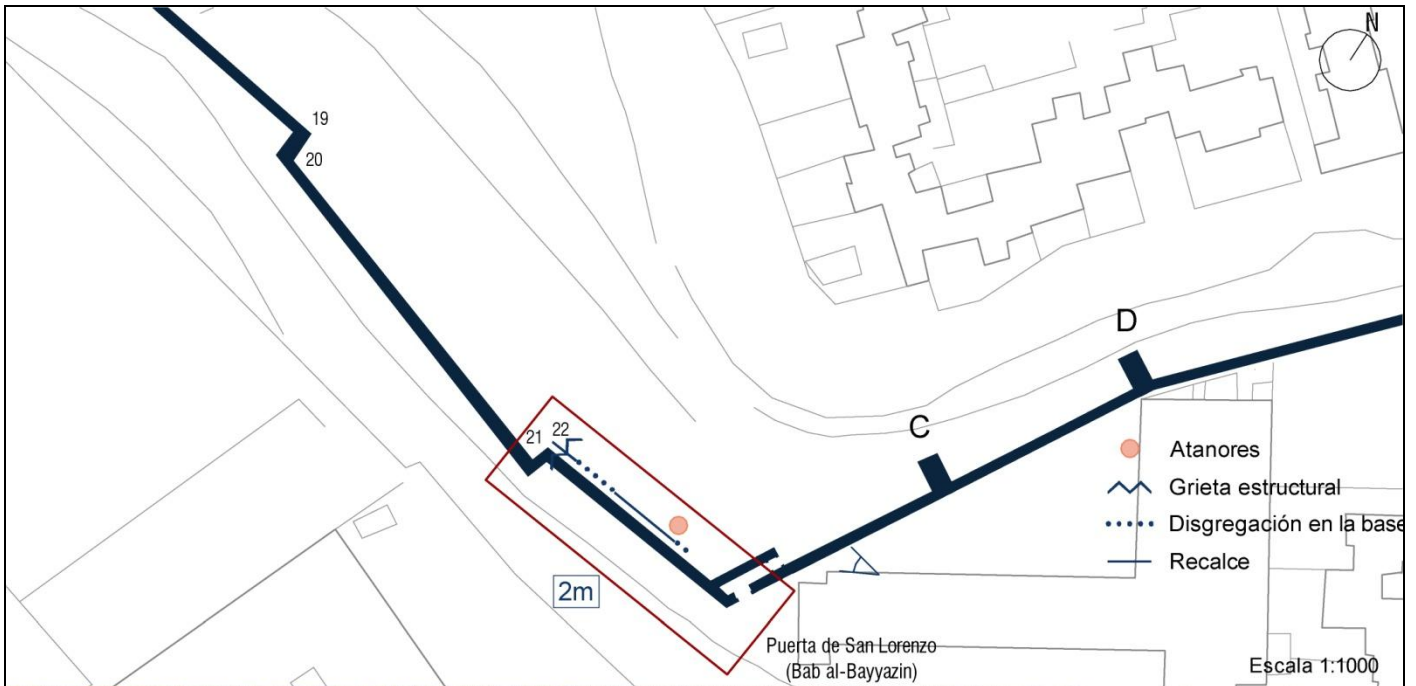 N
19
20
D
C
21
22
Atanores
Grieta estructural
Disgregación en la base
Recalce
2m
Puerta de San Lorenzo
(Bab al-Bayyazin)
Escala 1:1000